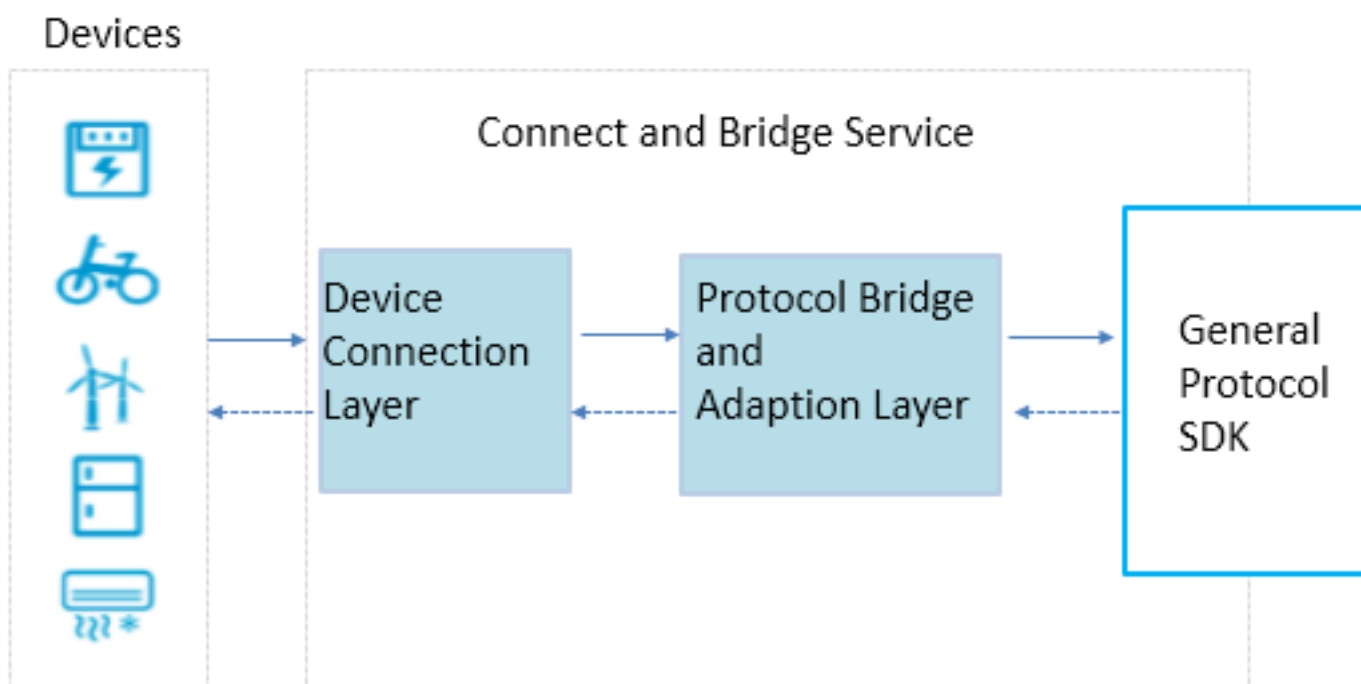 Devices
Connect and Bridge Service
Device
Connection
Layer
Protocol Bridge
and
Adaption Layer
General
Protocol
SDK